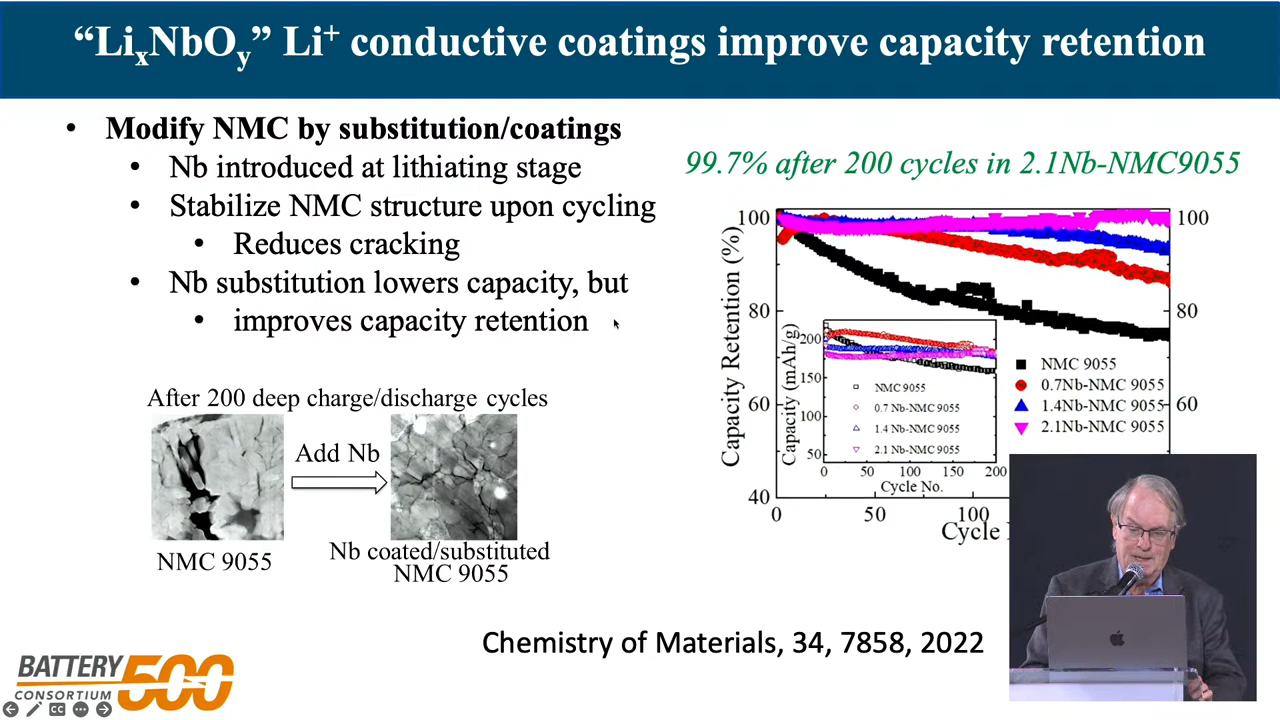 “LixNbOy” Li+ conductive coatings improve capacity retention
• Modify NMC by substitution/coatings
• Nb introduced at lithiating stage
• Stabilize NMC structure upon cycling
• Reduces cracking
• Nb substitution lowers capacity, but
• improves capacity retention
After 200 deep charge/discharge cycles
Add Nb
NMC 9055
Nb coated/substituted
NMC 9055
99.7% after 200 cycles in 2.1Nb-NMC9055
Capacity Retention (%)
100
80
60
40
100
80
60
0
50
100
Cycle
NMC 9055
0.7Nb-NMC 9055
1.4Nb-NMC 9055
2.1Nb-NMC 9055
Capacity (mAh/g)
200
150
100
50
NMC 9055
0.7 Nb-NMC 9055
1.4 Nb-NMC 9055
2.1 Nb-NMC 9055
0
50
100
150
200
Cycle No.
Chemistry of Materials, 34, 7858, 2022
BATTERY
CONSORTIUM
500
CC